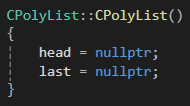 CPolyList::CPolyList()
{
    head = nullptr;
    last = nullptr;
}